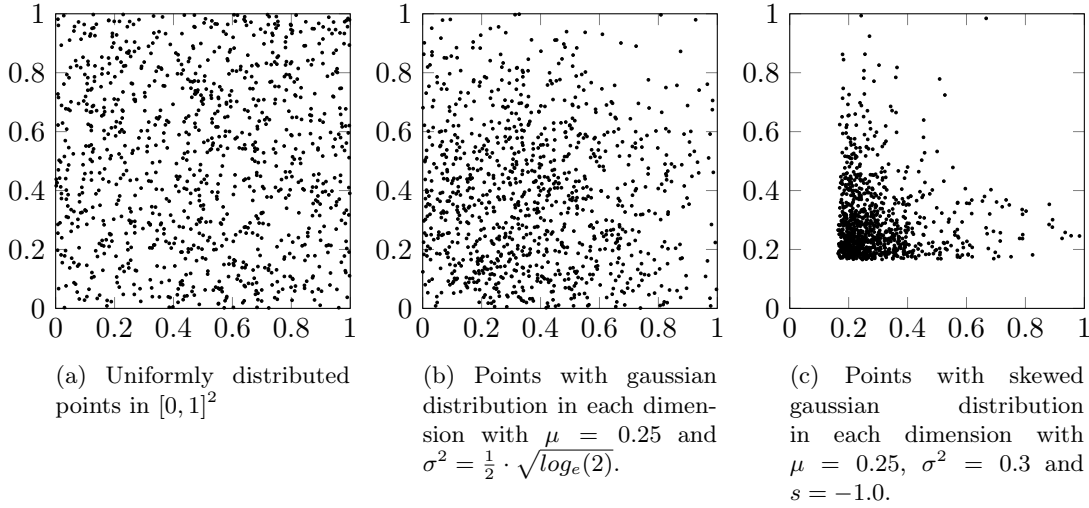 1
0.8
0.6
0.4
0.2
0
0 0.2 0.4 0.6 0.8 1
(a) Uniformly distributed
points in [0, 1]²
1
0.8
0.6
0.4
0.2
0
0 0.2 0.4 0.6 0.8 1
(b) Points with gaussian
distribution in each dimen-
sion with μ = 0.25 and
σ² = ½ · √log_e(2).
1
0.8
0.6
0.4
0.2
0
0 0.2 0.4 0.6 0.8 1
(c) Points with skewed
gaussian distribution
in each dimension with
μ = 0.25, σ² = 0.3 and
s = −1.0.